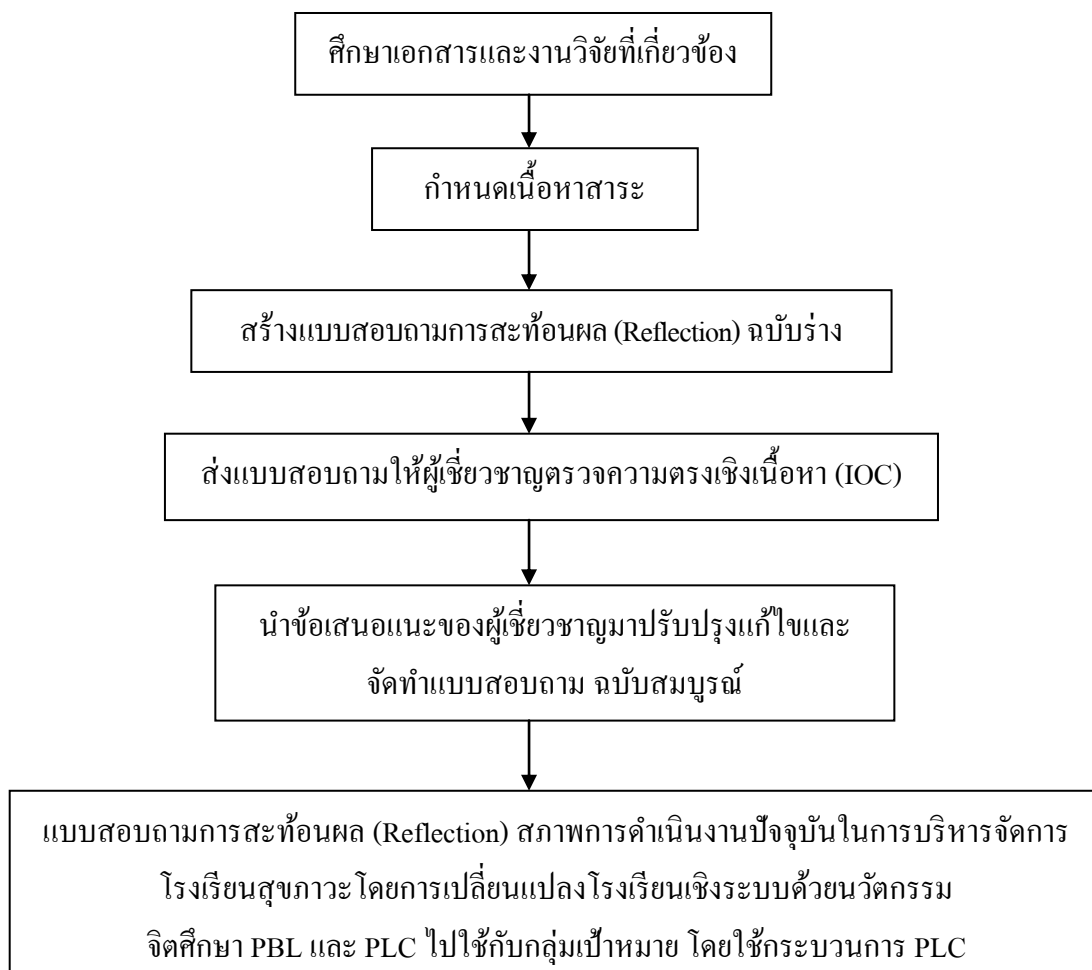 ศึกษาเอกสารและงานวิจัยที่เกี่ยวข้อง
กำหนดเนื้อหาสาระ
สร้างแบบสอบถามการสะท้อนผล (Reflection) ฉบับร่าง
ส่งแบบสอบถามให้ผู้เชี่ยวชาญตรวจความตรงเชิงเนื้อหา (IOC)
นำข้อเสนอแนะของผู้เชี่ยวชาญมาปรับปรุงแก้ไขและ
จัดทำแบบสอบถาม ฉบับสมบูรณ์
แบบสอบถามการสะท้อนผล (Reflection) สภาพการดำเนินงานปัจจุบันในการบริหารจัดการ
โรงเรียนสุขภาวะโดยการเปลี่ยนแปลงโรงเรียนเชิงระบบด้วยนวัตกรรม
จิตศึกษา PBL และ PLC ไปใช้กับกลุ่มเป้าหมาย โดยใช้กระบวนการ PLC